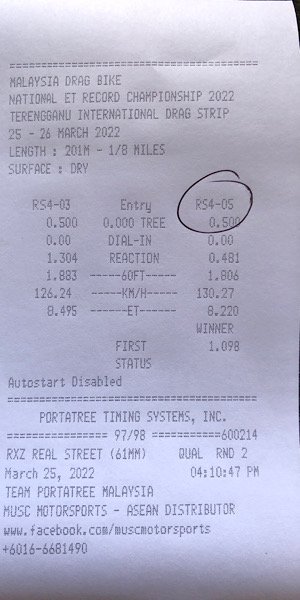 ==========================================
MALAYSIA DRAG BIKE
NATIONAL ET RECORD CHAMPIONSHIP 2022
TERENGGANU INTERNATIONAL DRAG STRIP
25 - 26 MARCH 2022
LENGTH : 201M - 1/8 MILES
SURFACE : DRY
RS4-03 Entry RS4-05
0.500 0.000 TREE 0.500
0.00 DIAL-IN 0.00
1.304 REACTION 0.481
1.883 -----60FT----- 1.806
126.24 -----KM/H----- 130.27
8.495 ------ET------ 8.220
WINNER
FIRST 1.098
STATUS
Autostart Disabled
==========================================
PORTATREE TIMING SYSTEMS, INC.
================ 97/98 ===========600214
RXZ REAL STREET (61MM) QUAL RND 2
March 25, 2022 04:10:47 PM
TEAM PORTATREE MALAYSIA
MUSC MOTORSPORTS - ASEAN DISTRIBUTOR
www.facebook.com/muscmotorsports
+6016-6681490